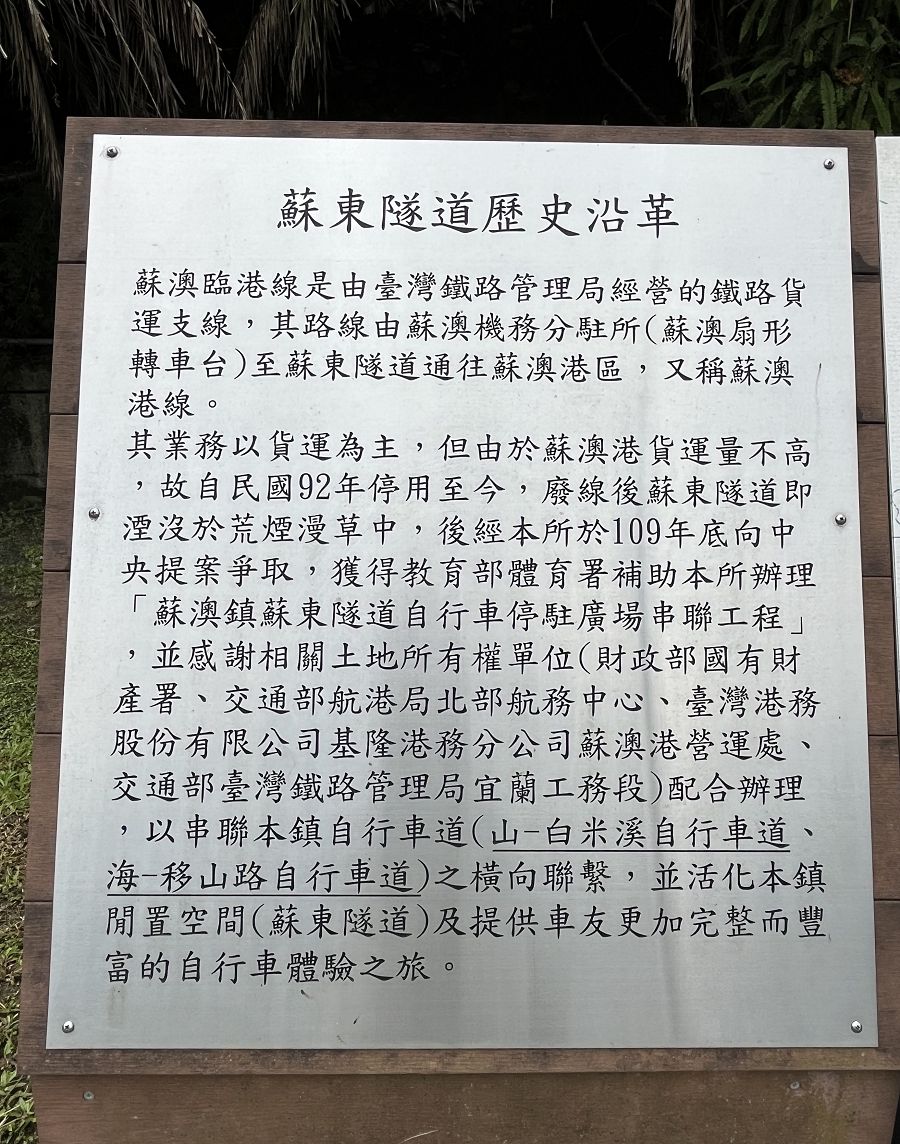 蘇東隧道歷史沿革
蘇澳臨港線是由臺灣鐵路管理局經營的鐵路貨
運支線，其路線由蘇澳機務分駐所(蘇澳扇形
轉車台)至蘇東隧道通往蘇澳港區，又稱蘇澳
港線。
其業務以貨運為主，但由於蘇澳港貨運量不高
，故自民國92年停用至今，廢線後蘇東隧道即
湮沒於荒煙漫草中，後經本所於109年底向中
央提案爭取，獲得教育部體育署補助本所辦理
「蘇澳鎮蘇東隧道自行車停駐廣場串聯工程」
，並感謝相關土地所有權單位(財政部國有財
產署、交通部航港局北部航務中心、臺灣港務
股份有限公司基隆港務分公司蘇澳港營運處、
交通部臺灣鐵路管理局宜蘭工務段)配合辦理
，以串聯本鎮自行車道(山-白米溪自行車道、
海-移山路自行車道)之橫向聯繫，並活化本鎮
閒置空間(蘇東隧道)及提供車友更加完整而豐
富的自行車體驗之旅。